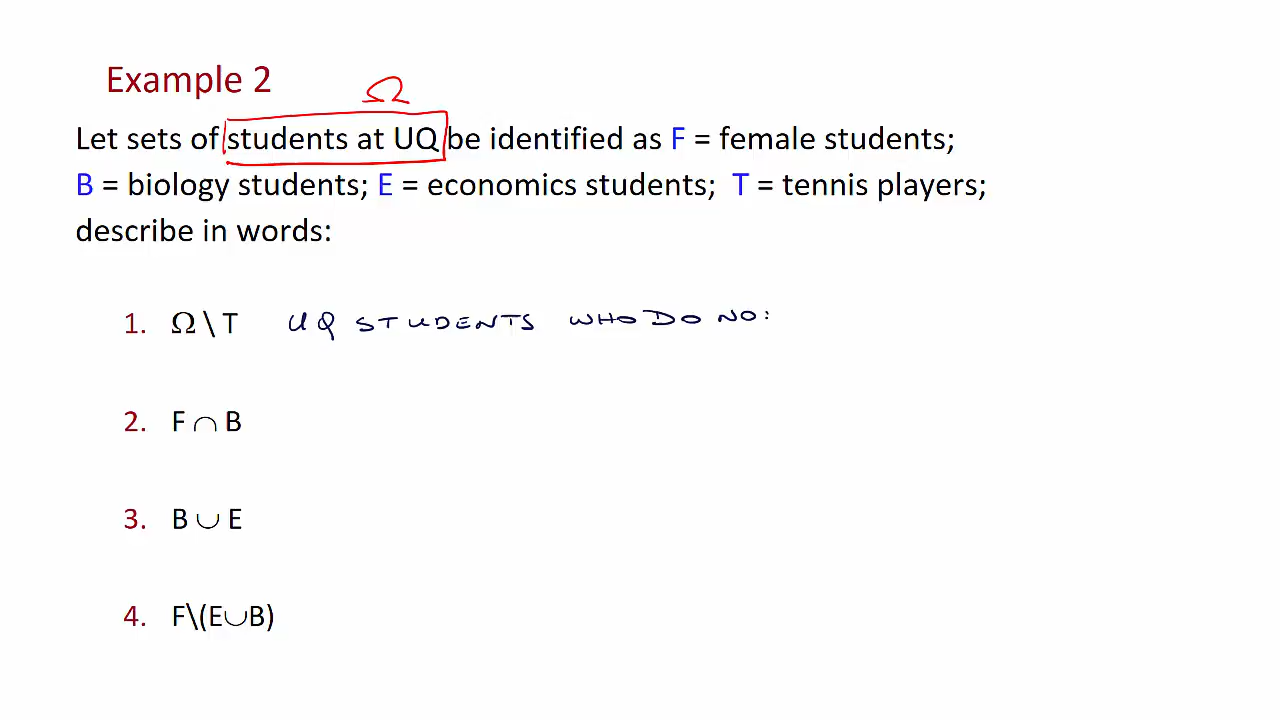 Example 2
Ω
Let sets of students at UQ be identified as F = female students;
B = biology students; E = economics students; T = tennis players;
describe in words:
1. Ω \ T UQ STUDENTS WHO DO
2. F ∩ B
3. B ∪ E
4. F\(E∪B)